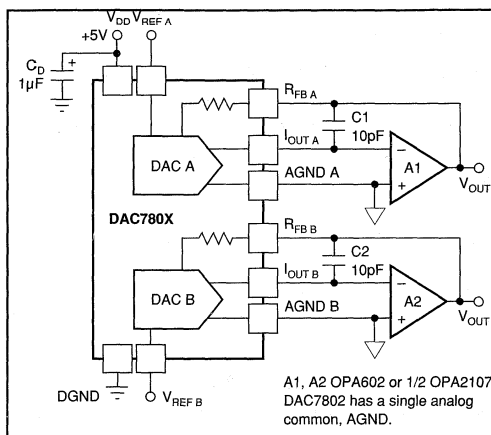 V_DD V_REF A
+5V
C_D
+
1µF
R_FB A
C1
10pF
I_OUT A
−
A1
DAC A
AGND A
+
V_OUT
DAC780X
R_FB B
C2
10pF
I_OUT B
−
A2
DAC B
AGND B
+
V_OUT
DGND
V_REF B
A1, A2 OPA602 or 1/2 OPA2107
DAC7802 has a single analog
common, AGND.